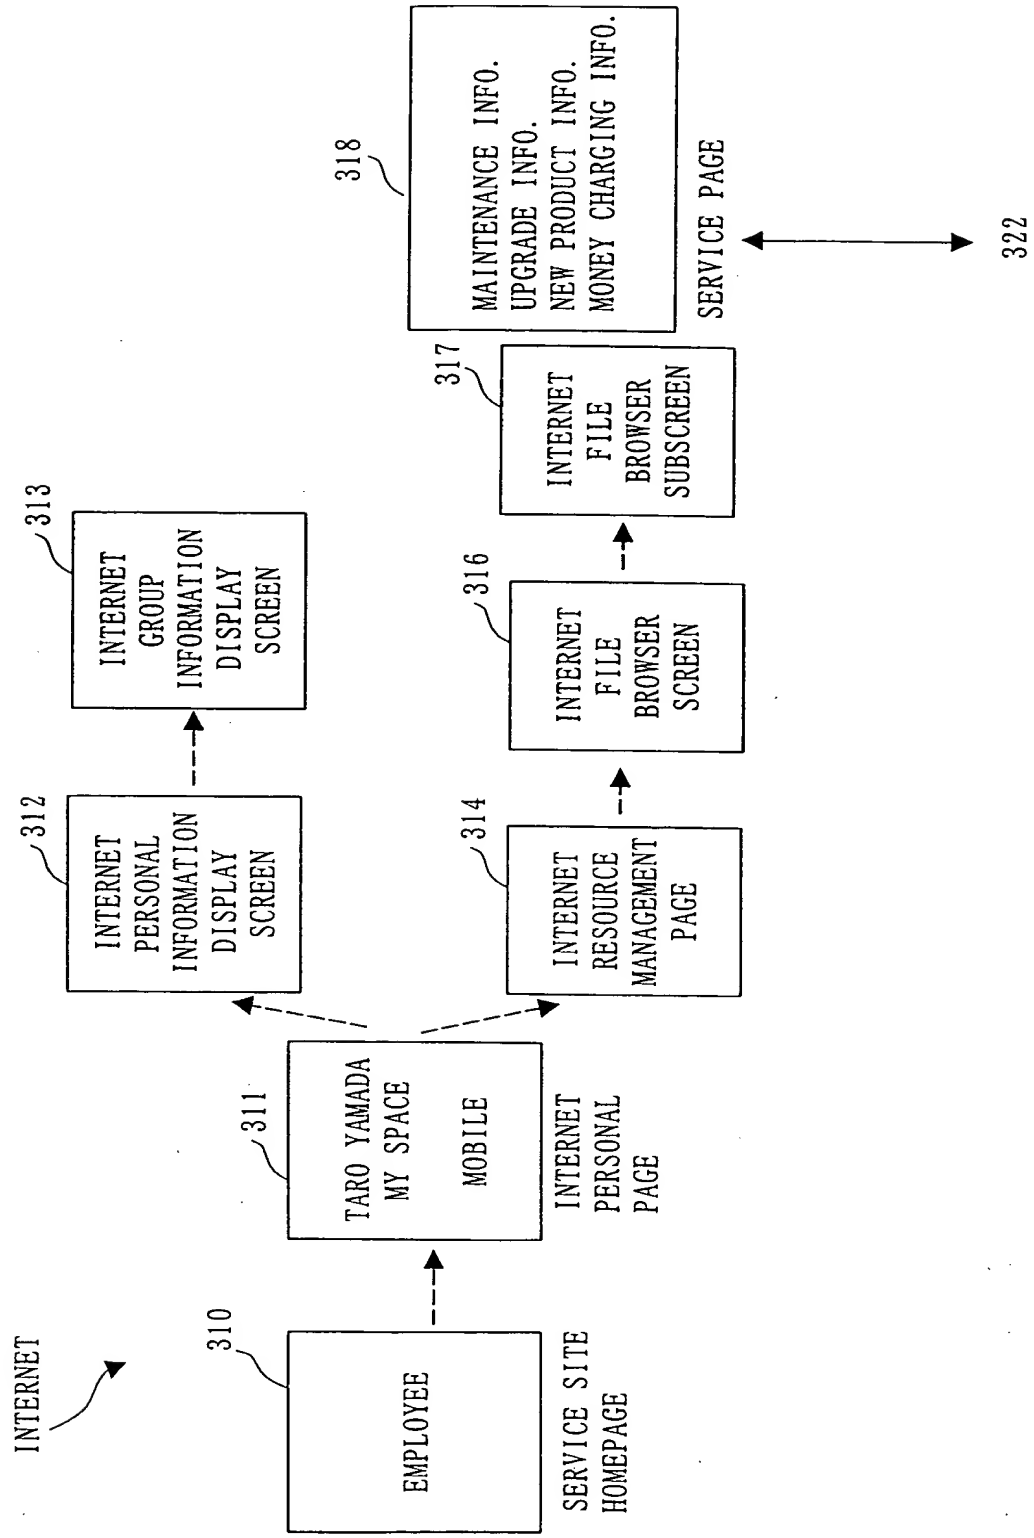 INTERNET
310
EMPLOYEE
SERVICE SITE
HOMEPAGE
311
TARO YAMADA
MY SPACE
MOBILE
INTERNET
PERSONAL
PAGE
312
INTERNET
PERSONAL
INFORMATION
DISPLAY
SCREEN
313
INTERNET
GROUP
INFORMATION
DISPLAY
SCREEN
314
INTERNET
RESOURCE
MANAGEMENT
PAGE
316
INTERNET
FILE
BROWSER
SCREEN
317
INTERNET
FILE
BROWSER
SUBSCREEN
318
MAINTENANCE INFO.
UPGRADE INFO.
NEW PRODUCT INFO.
MONEY CHARGING INFO.
SERVICE PAGE
322